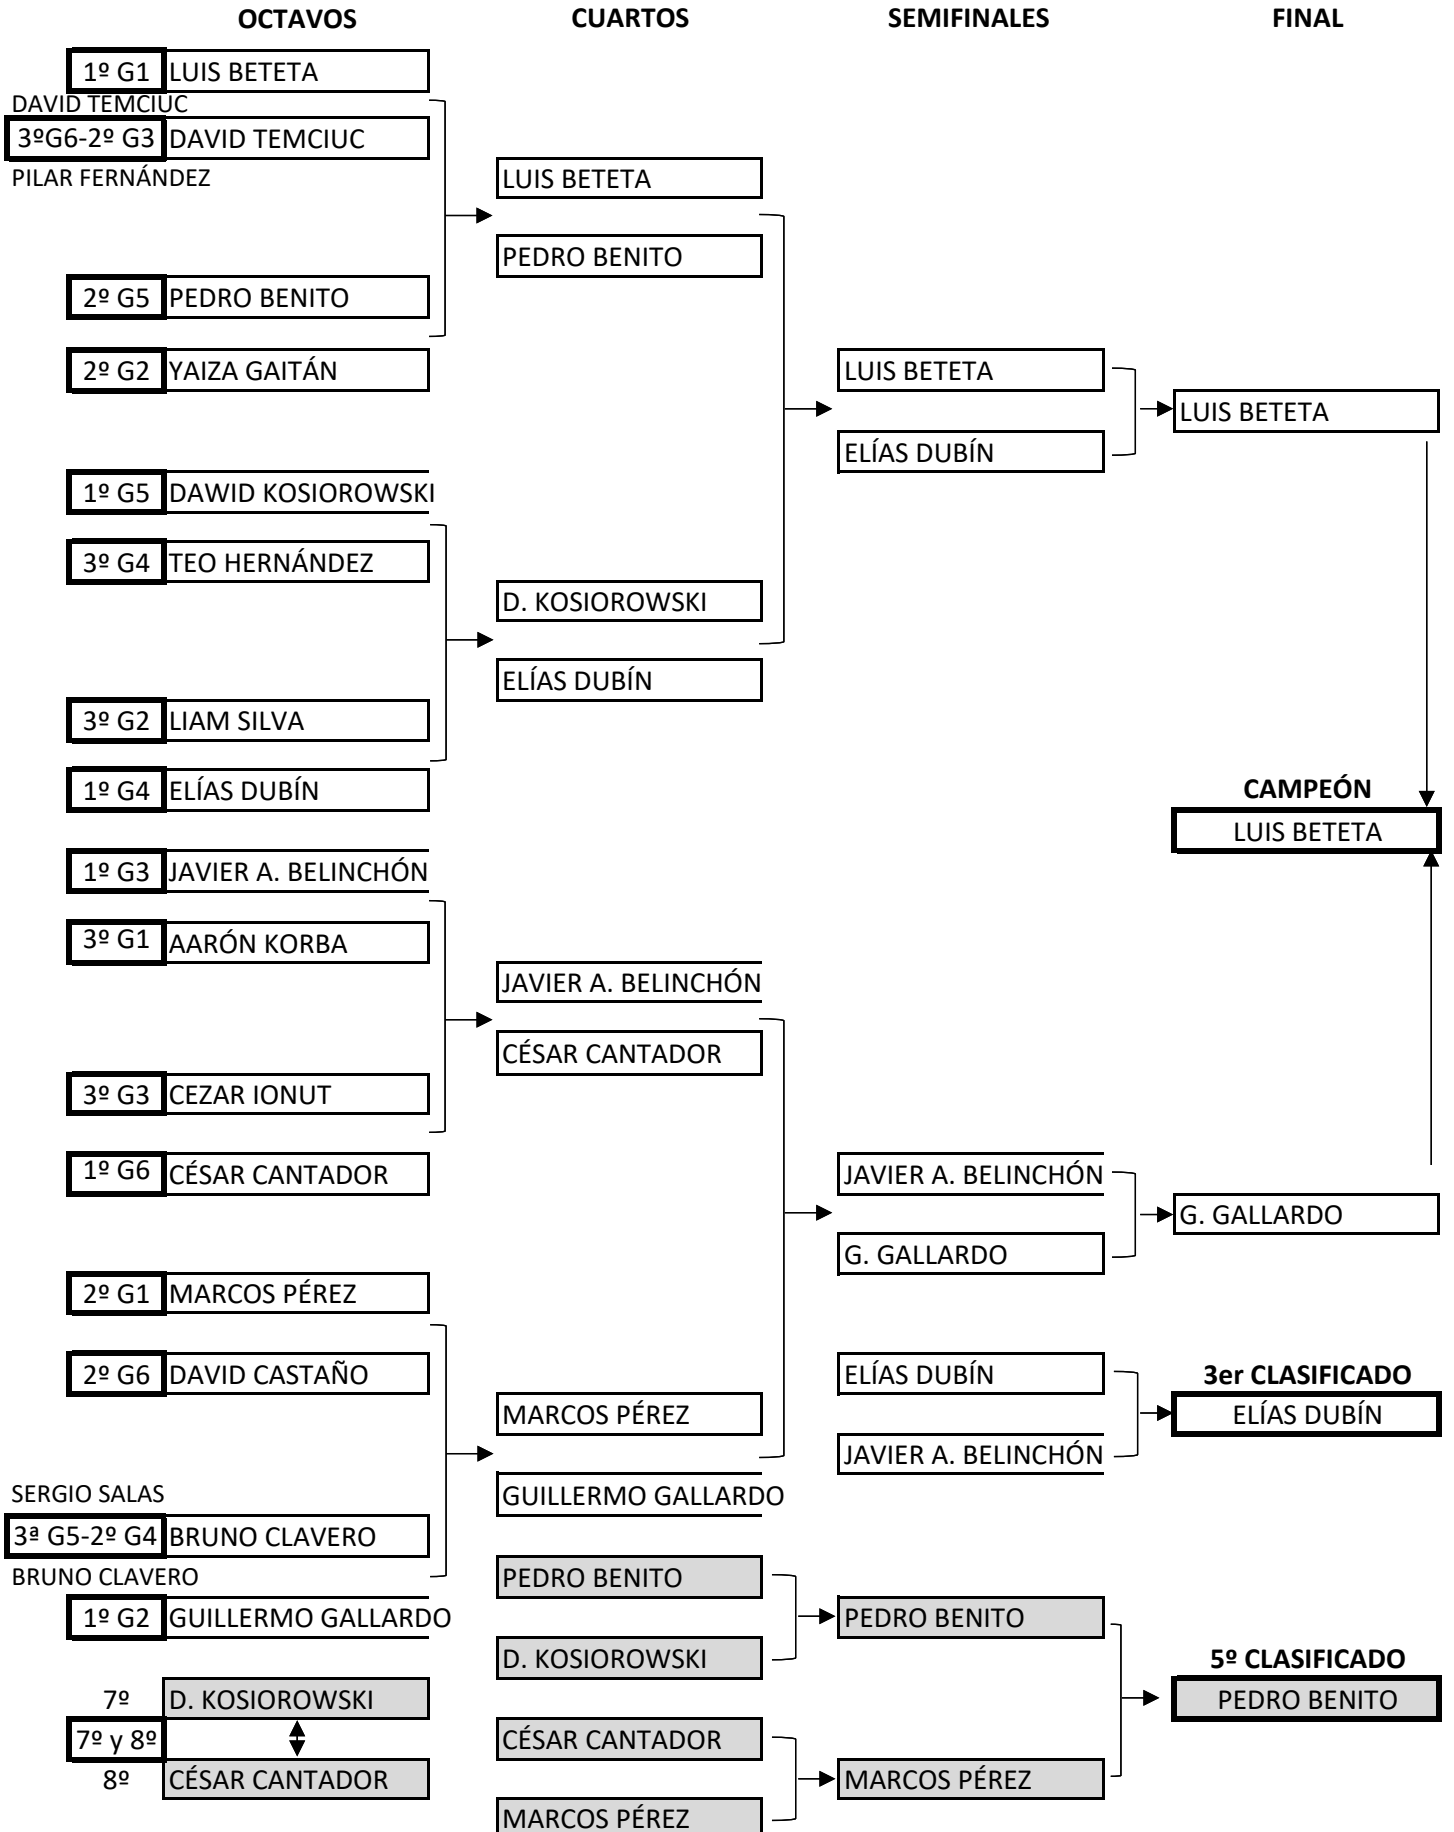 OCTAVOS CUARTOS SEMIFINALES FINAL
1º G1 LUIS BETETA
DAVID TEMCIUC
3ºG6-2º G3 DAVID TEMCIUC
PILAR FERNÁNDEZ
LUIS BETETA
PEDRO BENITO
2º G5 PEDRO BENITO
2º G2 YAIZA GAITÁN
LUIS BETETA
LUIS BETETA
ELÍAS DUBÍN
1º G5 DAWID KOSIOROWSKI
3º G4 TEO HERNÁNDEZ
D. KOSIOROWSKI
ELÍAS DUBÍN
3º G2 LIAM SILVA
1º G4 ELÍAS DUBÍN
CAMPEÓN
LUIS BETETA
1º G3 JAVIER A. BELINCHÓN
3º G1 AARÓN KORBA
JAVIER A. BELINCHÓN
CÉSAR CANTADOR
3º G3 CEZAR IONUT
1º G6 CÉSAR CANTADOR
JAVIER A. BELINCHÓN
G. GALLARDO
G. GALLARDO
2º G1 MARCOS PÉREZ
2º G6 DAVID CASTAÑO
ELÍAS DUBÍN
3er CLASIFICADO
MARCOS PÉREZ
ELÍAS DUBÍN
JAVIER A. BELINCHÓN
SERGIO SALAS
GUILLERMO GALLARDO
3ª G5-2º G4 BRUNO CLAVERO
BRUNO CLAVERO
PEDRO BENITO
1º G2 GUILLERMO GALLARDO
PEDRO BENITO
D. KOSIOROWSKI
5º CLASIFICADO
7º D. KOSIOROWSKI
PEDRO BENITO
7º y 8º
CÉSAR CANTADOR
8º CÉSAR CANTADOR
MARCOS PÉREZ
MARCOS PÉREZ